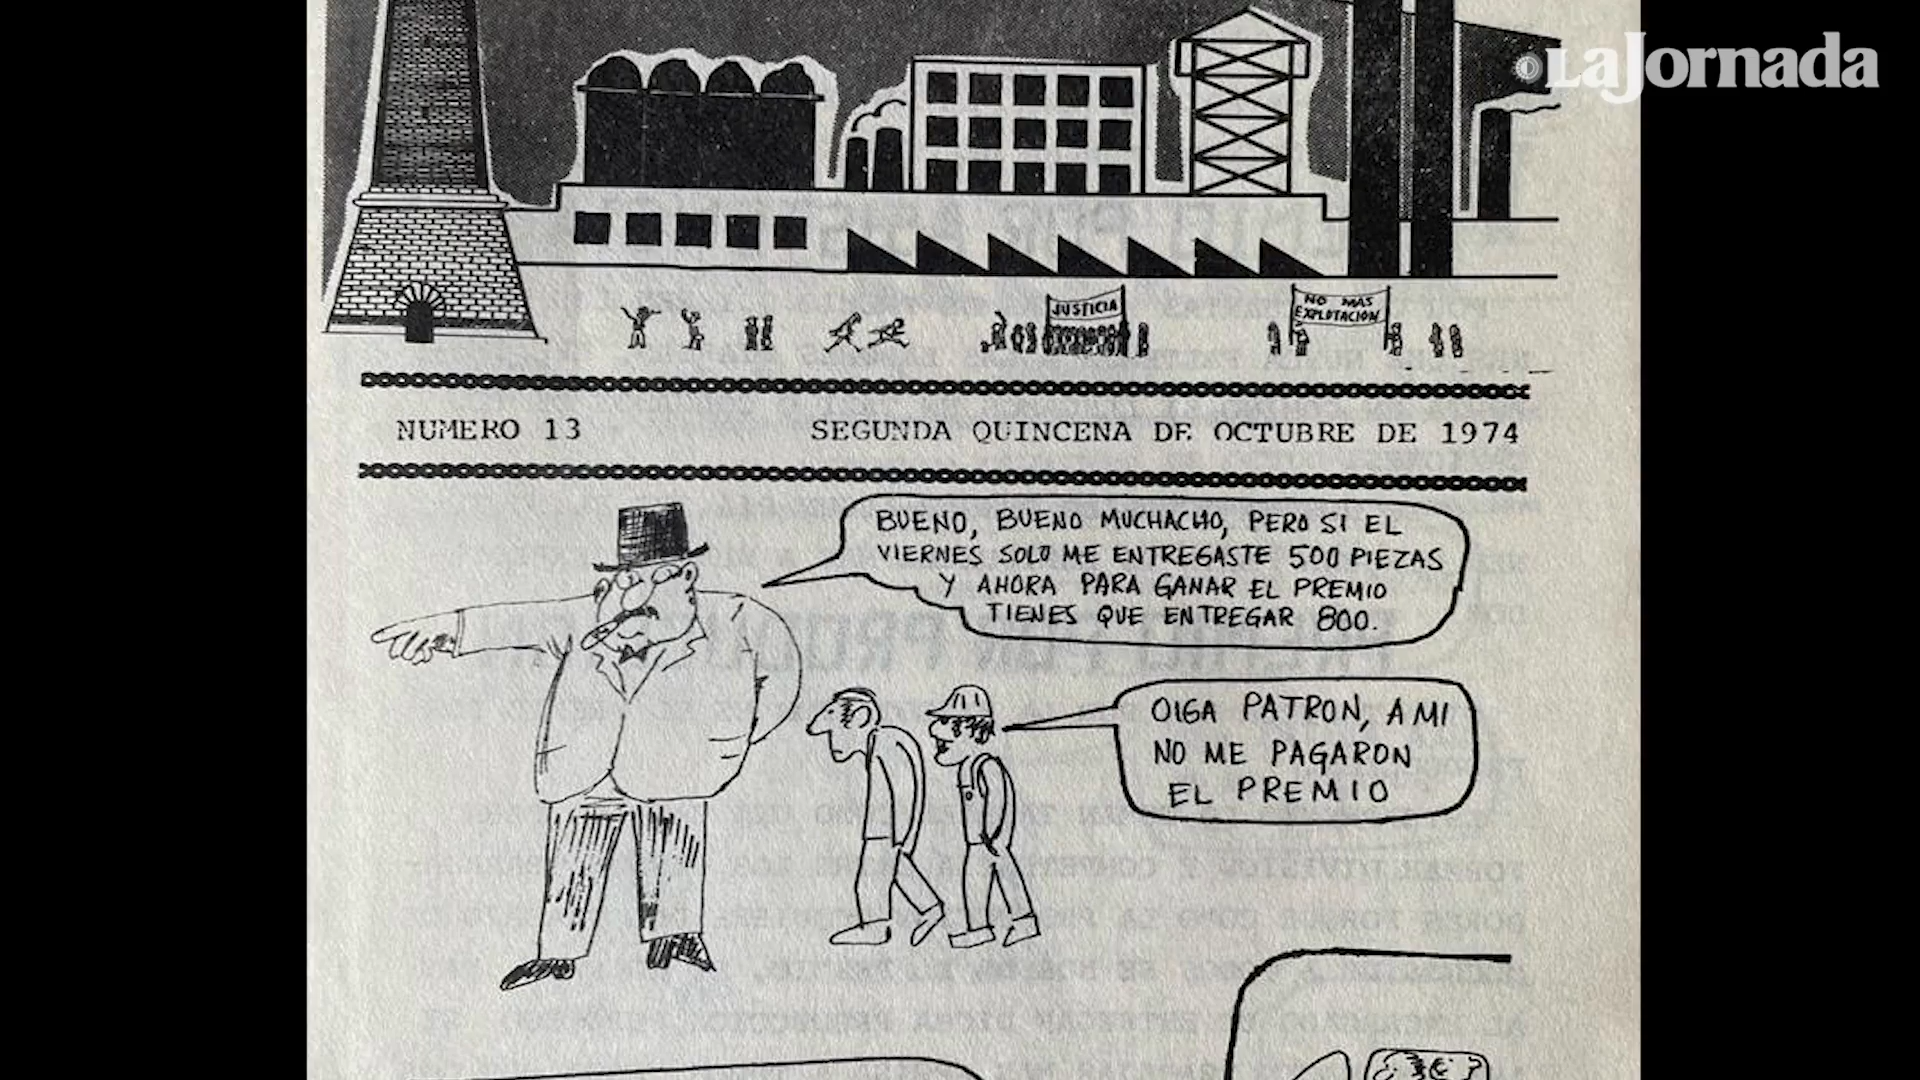 La Jornada
JUSTICIA
NO MAS
EXPLOTACION
NUMERO 13
SEGUNDA QUINCENA DE OCTUBRE DE 1974
BUENO, BUENO MUCHACHO, PERO SI EL
VIERNES SOLO ME ENTREGASTE 500 PIEZAS
Y AHORA PARA GANAR EL PREMIO
TIENES QUE ENTREGAR 800.
OIGA PATRON, A MI
NO ME PAGARON
EL PREMIO